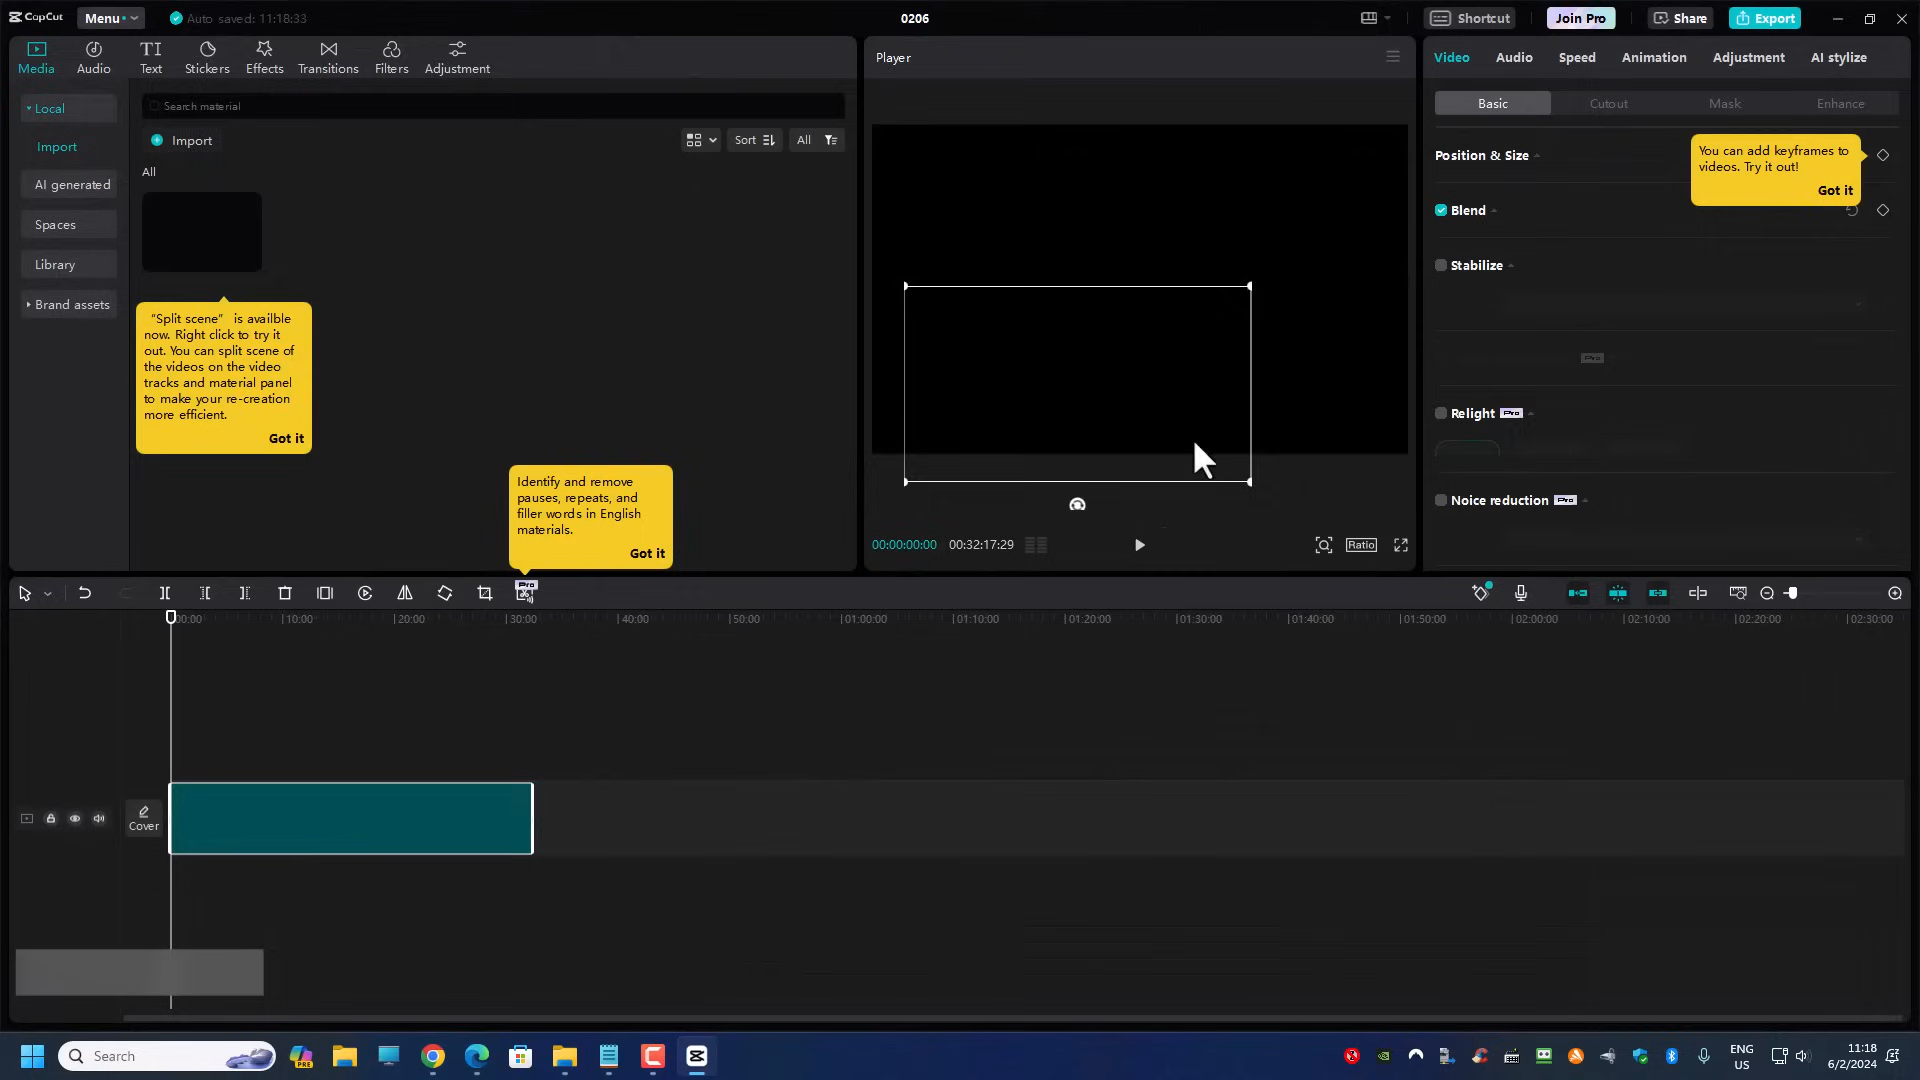 CapCut
Menu
Auto saved: 11:18:33
0206
Shortcut
Join Pro
Share
Export
Media
Audio
Text
Stickers
Effects
Transitions
Filters
Adjustment
Local
Import
AI generated
Spaces
Library
Brand assets
Search material
Import
Sort
All
All
“Split scene” is availble
now. Right click to try it
out. You can split scene of
the videos on the video
tracks and material panel
to make your re-creation
more efficient.
Got it
Identify and remove
pauses, repeats, and
filler words in English
materials.
Got it
Player
00:00:00:00
00:32:17:29
Ratio
Video
Audio
Speed
Animation
Adjustment
AI stylize
Basic
Cutout
Mask
Enhance
Position & Size
You can add keyframes to
videos. Try it out!
Got it
Blend
Stabilize
Pro
Relight Pro
Noice reduction Pro
Pro
00:00
10:00
20:00
30:00
40:00
50:00
01:00:00
01:10:00
01:20:00
01:30:00
01:40:00
01:50:00
02:00:00
02:10:00
02:20:00
02:30:00
Cover
Search
PRE
ENG
US
11:18
6/2/2024